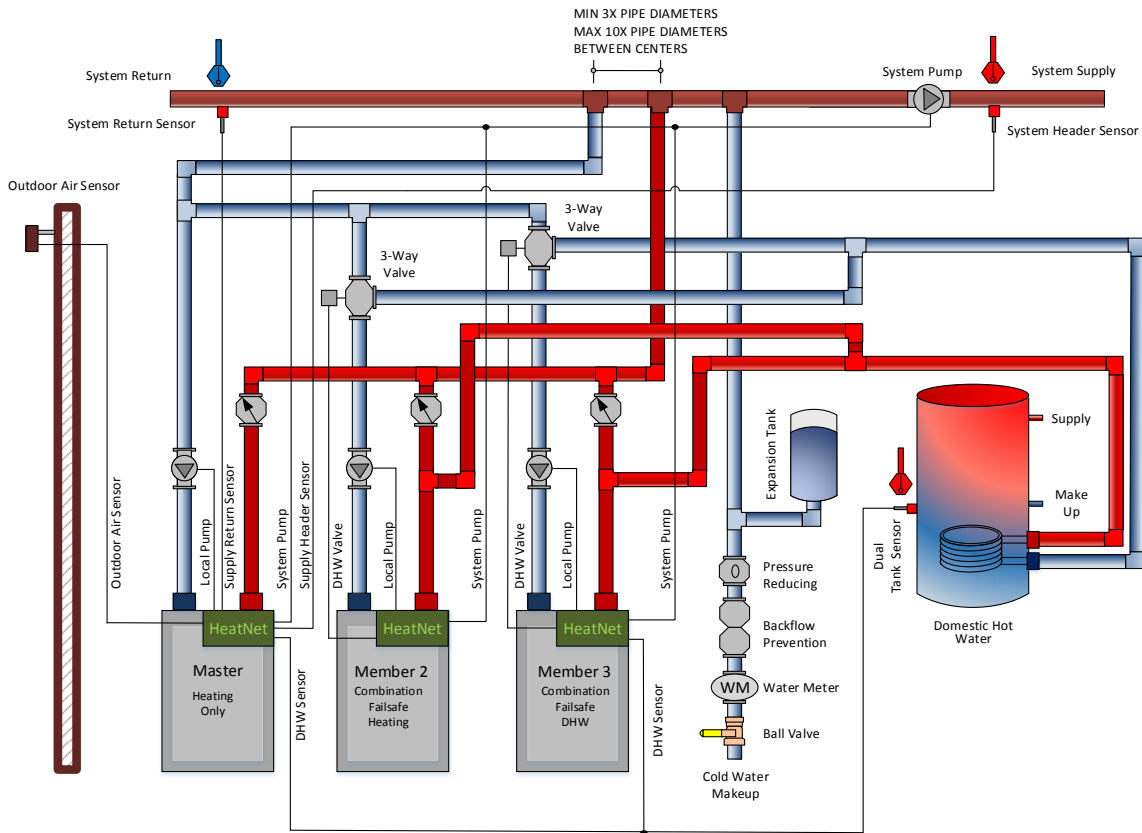 MIN 3X PIPE DIAMETERS
MAX 10X PIPE DIAMETERS
BETWEEN CENTERS
System Return
System Pump
System Supply
System Return Sensor
System Header Sensor
Outdoor Air Sensor
3-Way
Valve
3-Way
Valve
Expansion Tank
Supply
Make
Up
Dual
Tank Sensor
Outdoor Air Sensor
Local Pump
Supply Return Sensor
System Pump
Supply Header Sensor
DHW Valve
Local Pump
System Pump
DHW Valve
Local Pump
System Pump
Pressure
Reducing
Backflow
Prevention
Domestic Hot
Water
HeatNet
HeatNet
HeatNet
Master
Heating
Only
Member 2
Combination
Failsafe
Heating
Member 3
Combination
Failsafe
DHW
DHW Sensor
DHW Sensor
WM
Water Meter
Ball Valve
Cold Water
Makeup